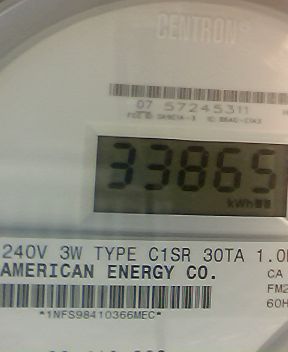 CENTRON®
07 57245311
33865
kWh
240V 3W TYPE C1SR 30TA 1.0
AMERICAN ENERGY CO.
CA
FM2
60H
*1NFS98410366MEC*